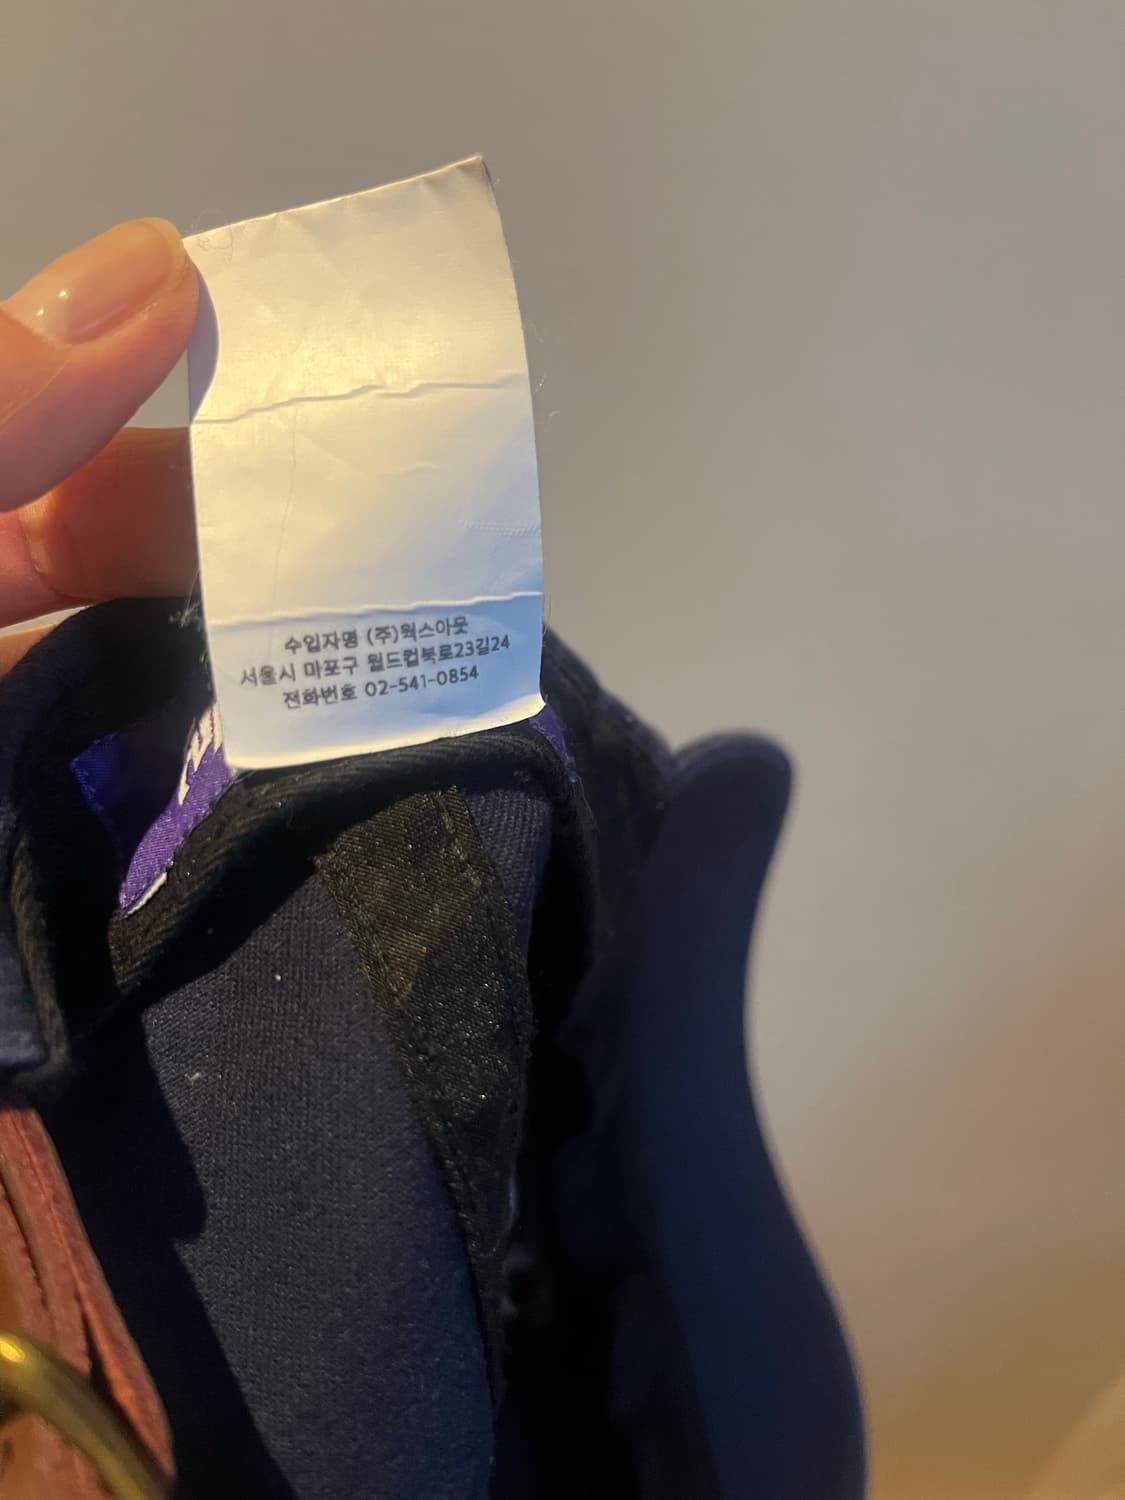 수입자명 (주)웍스아웃
서울시 마포구 월드컵북로23길24
전화번호 02-541-0854